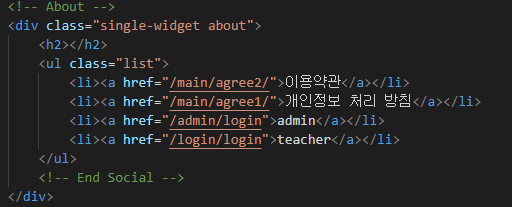 <!-- About -->
<div class="single-widget about">
<h2></h2>
<ul class="list">
<li><a href="/main/agree2/">이용약관</a></li>
<li><a href="/main/agree1/">개인정보 처리 방침</a></li>
<li><a href="/admin/login">admin</a></li>
<li><a href="/login/login">teacher</a></li>
</ul>
<!-- End Social -->
</div>